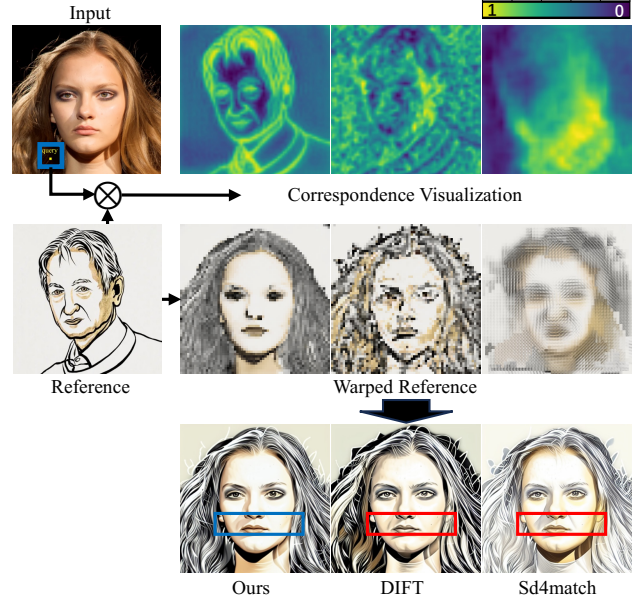 Input
1 0
query
Correspondence Visualization
Reference
Warped Reference
Ours
DIFT
Sd4match